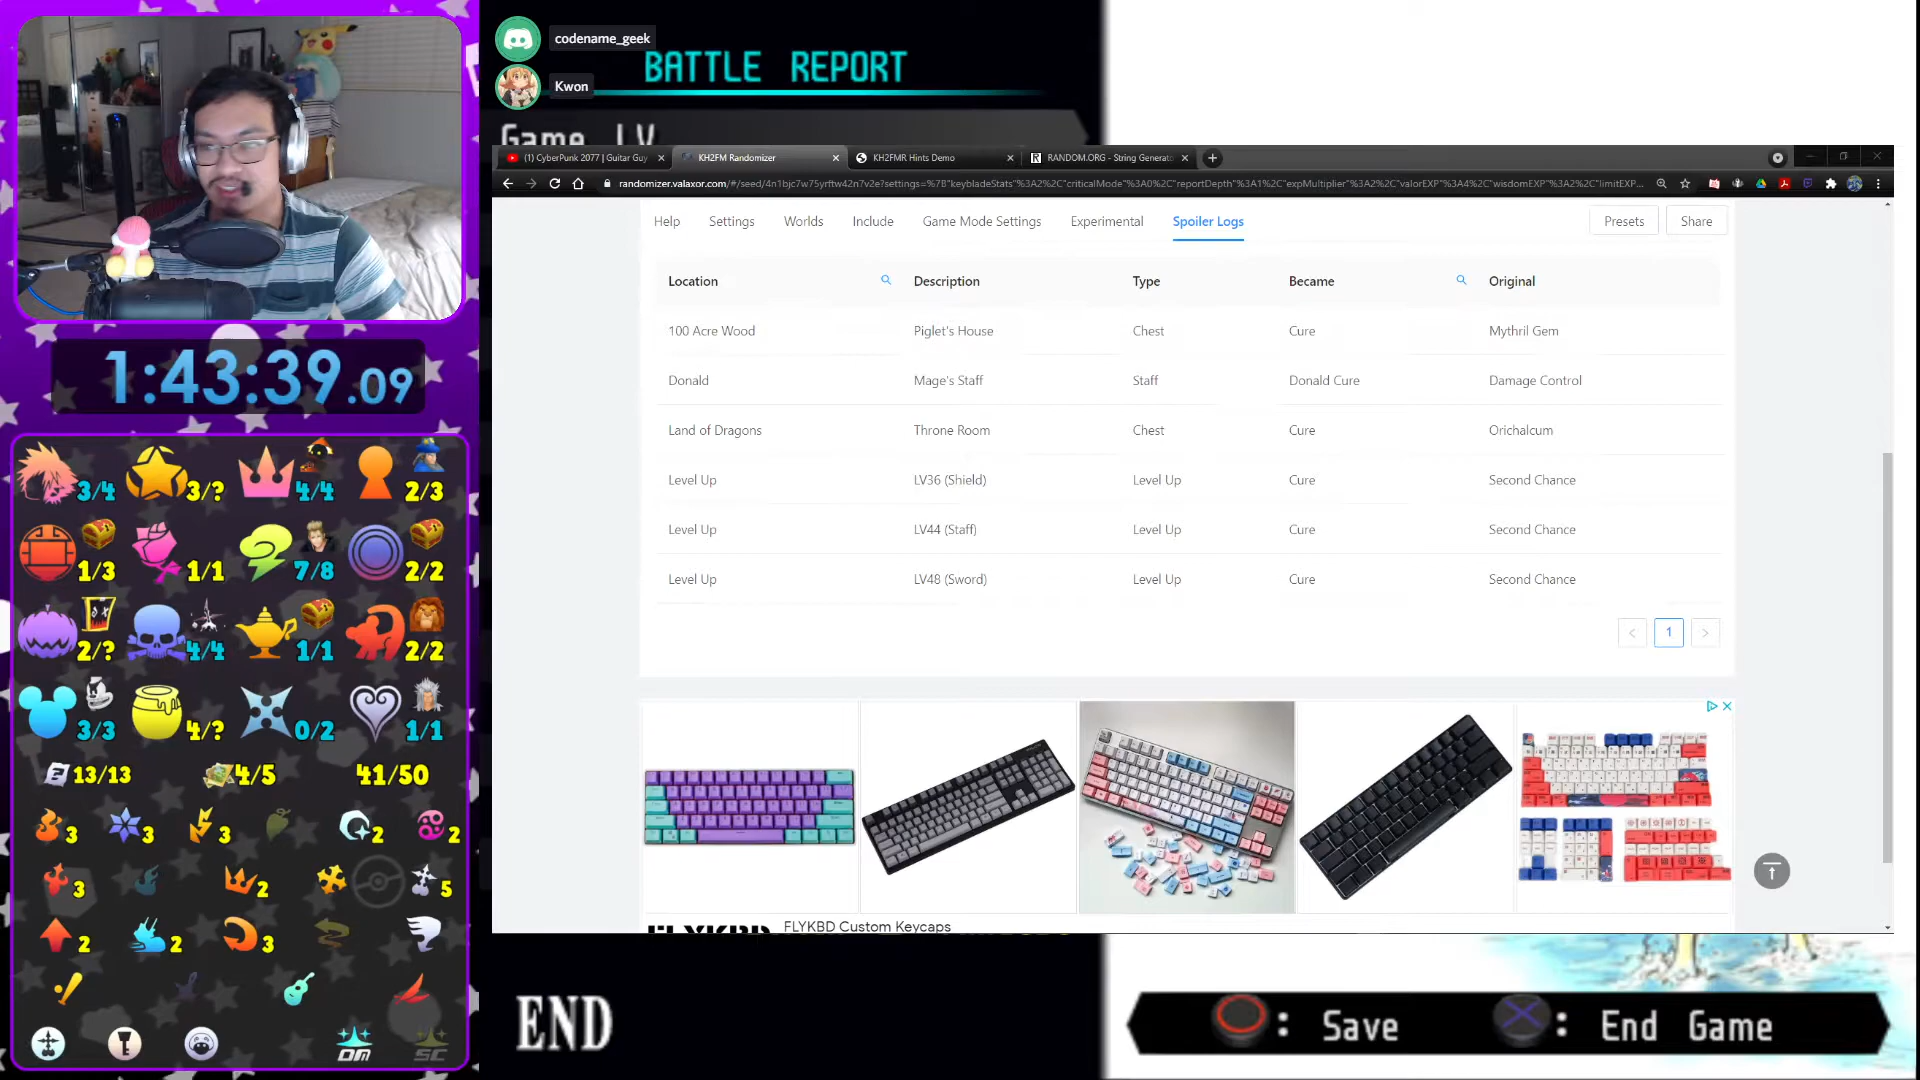 codename_geek
BATTLE REPORT
Kwon
Game LV
(1) CyberPunk 2077 | Guitar Guy
KH2FM Randomizer
KH2FMR Hints Demo
RANDOM.ORG - String Generato
randomizer.valaxor.com/#/seed/4n1bjc7w75yrftw42n7v2e?settings=%7B"keybladeStats"%3A2%2C"criticalMode"%3A0%2C"reportDepth"%3A1%2C"expMultiplier"%3A2%2C"valorEXP"%3A4%2C"wisdomEXP"%3A2%2C"limitEXP...
Help Settings Worlds Include Game Mode Settings Experimental Spoiler Logs Presets Share
Location Description Type Became Original
100 Acre Wood Piglet's House Chest Cure Mythril Gem
Donald Mage's Staff Staff Donald Cure Damage Control
Land of Dragons Throne Room Chest Cure Orichalcum
Level Up LV36 (Shield) Level Up Cure Second Chance
Level Up LV44 (Staff) Level Up Cure Second Chance
Level Up LV48 (Sword) Level Up Cure Second Chance
< 1 >
FLYKBD FLYKBD Custom Keycaps
1:43:39.09
3/4 3/? 4/4 2/3
1/3 1/1 7/8 2/2
2/? 4/4 1/1 2/2
3/3 4/? 0/2 1/1
13/13 4/5 41/50
3 3 3 2 2
3 2 5
2 2 3
DM SC
END
: Save : End Game